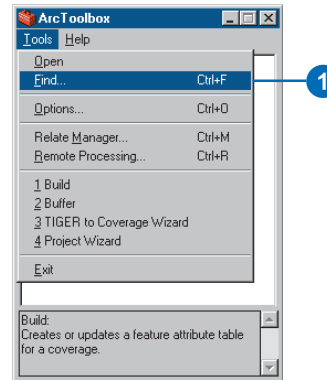 ArcToolbox
Tools Help
Open
Find... Ctrl+F
1
Options... Ctrl+O
Relate Manager... Ctrl+M
Remote Processing... Ctrl+R
1 Build
2 Buffer
3 TIGER to Coverage Wizard
4 Project Wizard
Exit
Build:
Creates or updates a feature attribute table
for a coverage.